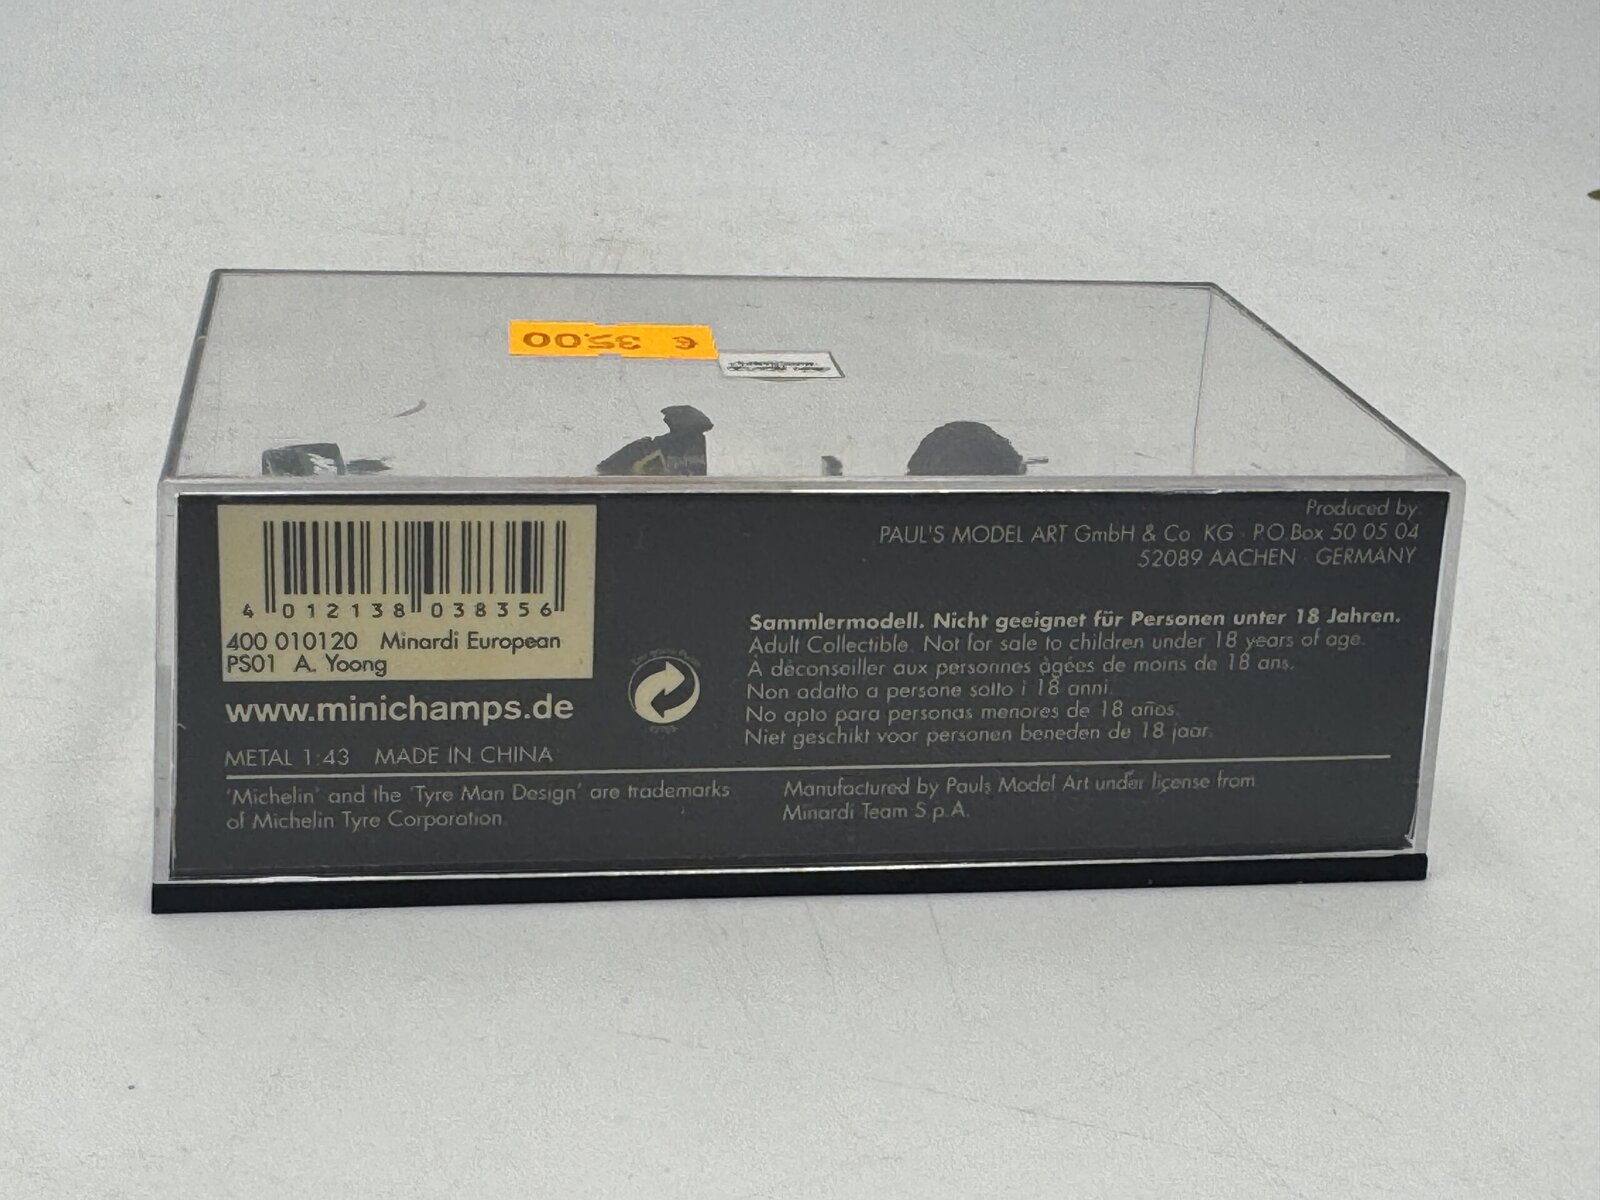 € 35.00
4 012138 038356
400 010120 Minardi European
PS01 A. Yoong
www.minichamps.de
METAL 1:43 MADE IN CHINA
'Michelin' and the 'Tyre Man Design' are trademarks
of Michelin Tyre Corporation.
Produced by:
PAUL'S MODEL ART GmbH & Co. KG · P.O.Box 50 05 04
52089 AACHEN · GERMANY
Sammlermodell. Nicht geeignet für Personen unter 18 Jahren.
Adult Collectible. Not for sale to children under 18 years of age.
A déconseiller aux personnes âgées de moins de 18 ans.
Non adatto a persone sotto i 18 anni.
No apto para personas menores de 18 años.
Niet geschikt voor personen beneden de 18 jaar.
Manufactured by Pauls Model Art under license from
Minardi Team S.p.A.